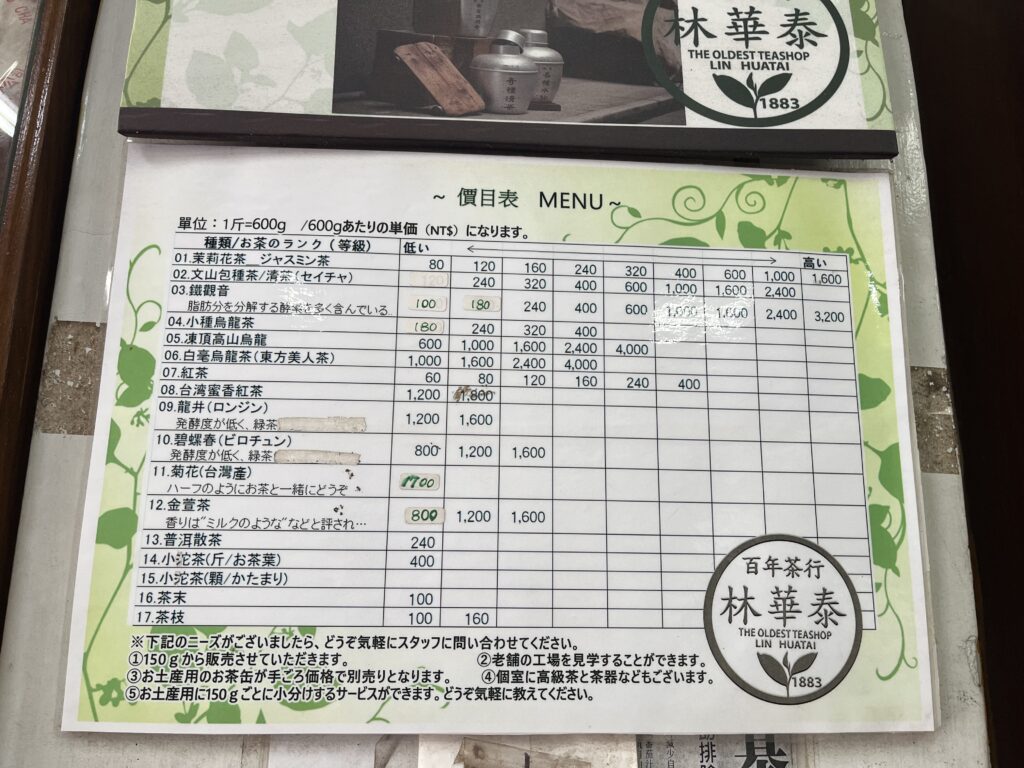 林華泰
THE OLDEST TEASHOP
LIN HUATAI
1883
~ 價目表 MENU ~
單位：1斤=600g /600gあたりの単価（NT$）になります。
種類/お茶のランク（等級） 低い 高い
01.茉莉花茶 ジャスミン茶 80 120 160 240 320 400 600 1,000 1,600
02.文山包種茶/清茶（セイチャ） 120 240 320 400 600 1,000 1,600 2,400
03.鐵觀音 100 180 240 400 600 1,000 1,600 2,400 3,200
脂肪分を分解する酵素を多く含んでいる
04.小種烏龍茶 180 240 320 400
05.凍頂高山烏龍 600 1,000 1,600 2,400 4,000
06.白毫烏龍茶（東方美人茶） 1,000 1,600 2,400 4,000
07.紅茶 60 80 120 160 240 400
08.台湾蜜香紅茶 1,200 1,800
09.龍井（ロンジン） 1,200 1,600
発酵度が低く、緑茶
10.碧螺春（ピロチュン） 800 1,200 1,600
発酵度が低く、緑茶
11.菊花（台灣產） 1700
ハーフのようにお茶と一緒にどうぞ
12.金萱茶 800 1,200 1,600
香りは"ミルクのような"などと評され…
13.普洱散茶 240
14.小沱茶（斤/お茶葉） 400
15.小沱茶（顆/かたまり）
16.茶末 100
17.茶枝 100 160
百年茶行
林華泰
THE OLDEST TEASHOP
LIN HUATAI
1883
※下記のニーズがございましたら、どうぞ気軽にスタッフに問い合わせてください。
①150ｇから販売させていただきます。 ②老舗の工場を見学することができます。
③お土産用のお茶缶が手ごろ価格で別売りとなります。 ④個室に高級茶と茶器などもございます。
⑤お土産用に150ｇごとに小分けするサービスができます。どうぞ気軽に教えてください。